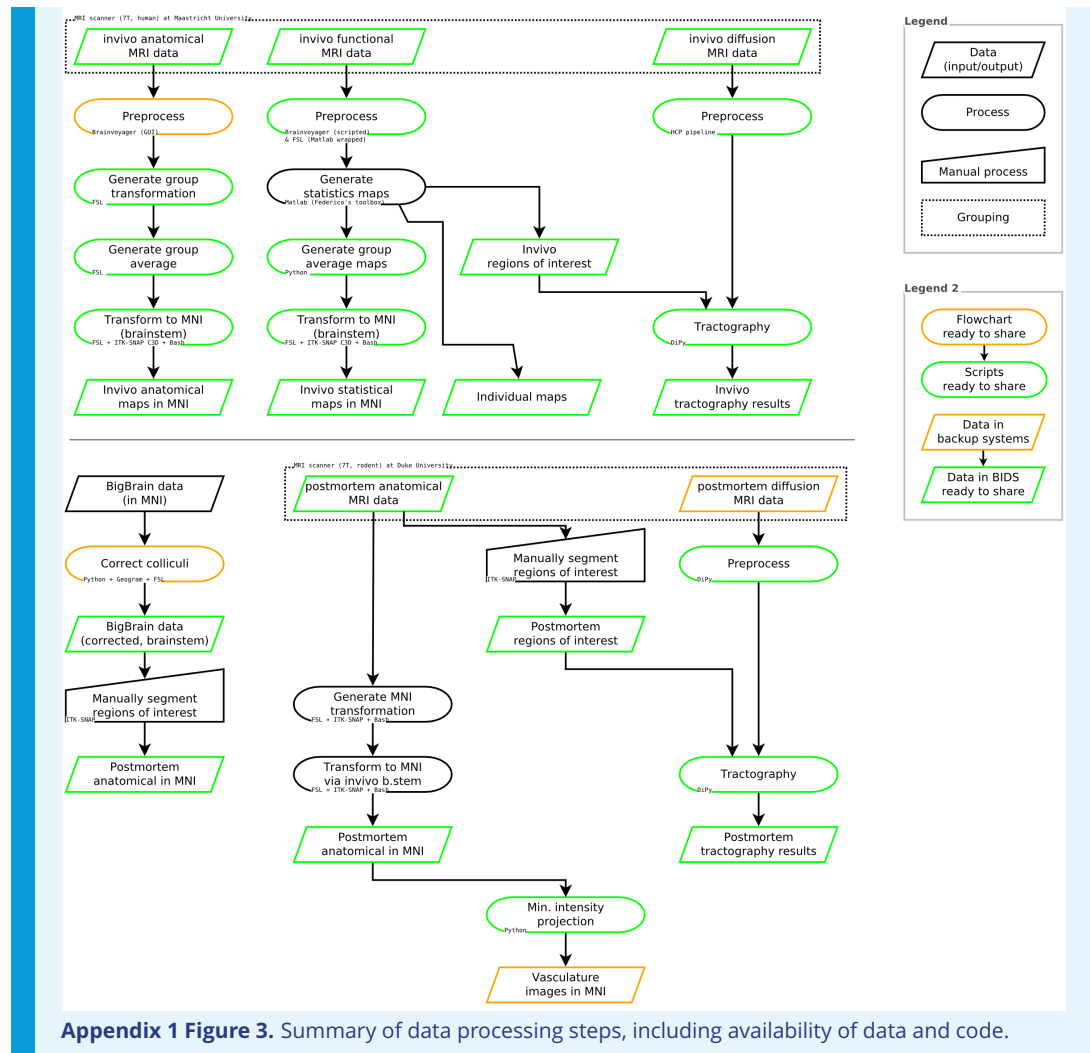 MRI scanner (7T, human) at Maastricht University
invivo anatomical
MRI data
invivo functional
MRI data
invivo diffusion
MRI data
Preprocess
Brainvoyager (GUI)
Preprocess
Brainvoyager (scripted)
& FSL (Matlab wrapped)
Preprocess
HCP pipeline
Generate group
transformation
FSL
Generate
statistics maps
Matlab (Federico's toolbox)
Generate group
average
FSL
Generate group
average maps
Python
Invivo
regions of interest
Transform to MNI
(brainstem)
FSL + ITK-SNAP C3D + Bash
Transform to MNI
(brainstem)
FSL + ITK-SNAP C3D + Bash
Tractography
DiPy
Invivo anatomical
maps in MNI
Invivo statistical
maps in MNI
Individual maps
Invivo
tractography results
Legend
Data
(input/output)
Process
Manual process
Grouping
Legend 2
Flowchart
ready to share
Scripts
ready to share
Data in
backup systems
Data in BIDS
ready to share
MRI scanner (7T, rodent) at Duke University
BigBrain data
(in MNI)
postmortem anatomical
MRI data
postmortem diffusion
MRI data
Correct colliculi
Python + Geogram + FSL
Manually segment
regions of interest
ITK-SNAP
Preprocess
DiPy
BigBrain data
(corrected, brainstem)
Postmortem
regions of interest
Manually segment
regions of interest
ITK-SNAP
Generate MNI
transformation
FSL + ITK-SNAP + Bash
Postmortem
anatomical in MNI
Transform to MNI
via invivo b.stem
FSL + ITK-SNAP + Bash
Tractography
DiPy
Postmortem
anatomical in MNI
Postmortem
tractography results
Min. intensity
projection
Python
Vasculature
images in MNI
Appendix 1 Figure 3. Summary of data processing steps, including availability of data and code.